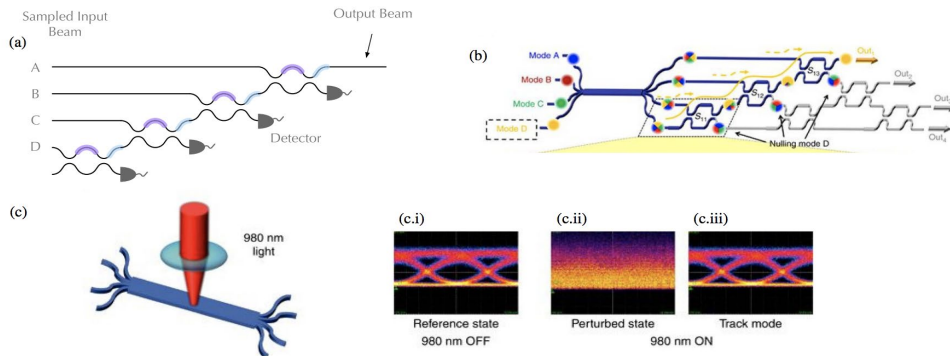 Sampled Input
Beam
Output Beam
(a)
A
B
C
D
Detector
(b)
Mode A
Mode B
Mode C
Mode D
S11
S12
S13
Out1
Out2
Out4
Nulling mode D
(c)
980 nm
light
(c.i)
(c.ii)
(c.iii)
Reference state
Perturbed state
Track mode
980 nm OFF
980 nm ON